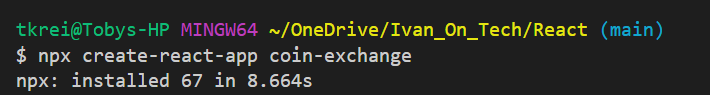 tkrei@Tobys-HP MINGW64 ~/OneDrive/Ivan_On_Tech/React (main)
$ npx create-react-app coin-exchange
npx: installed 67 in 8.664s